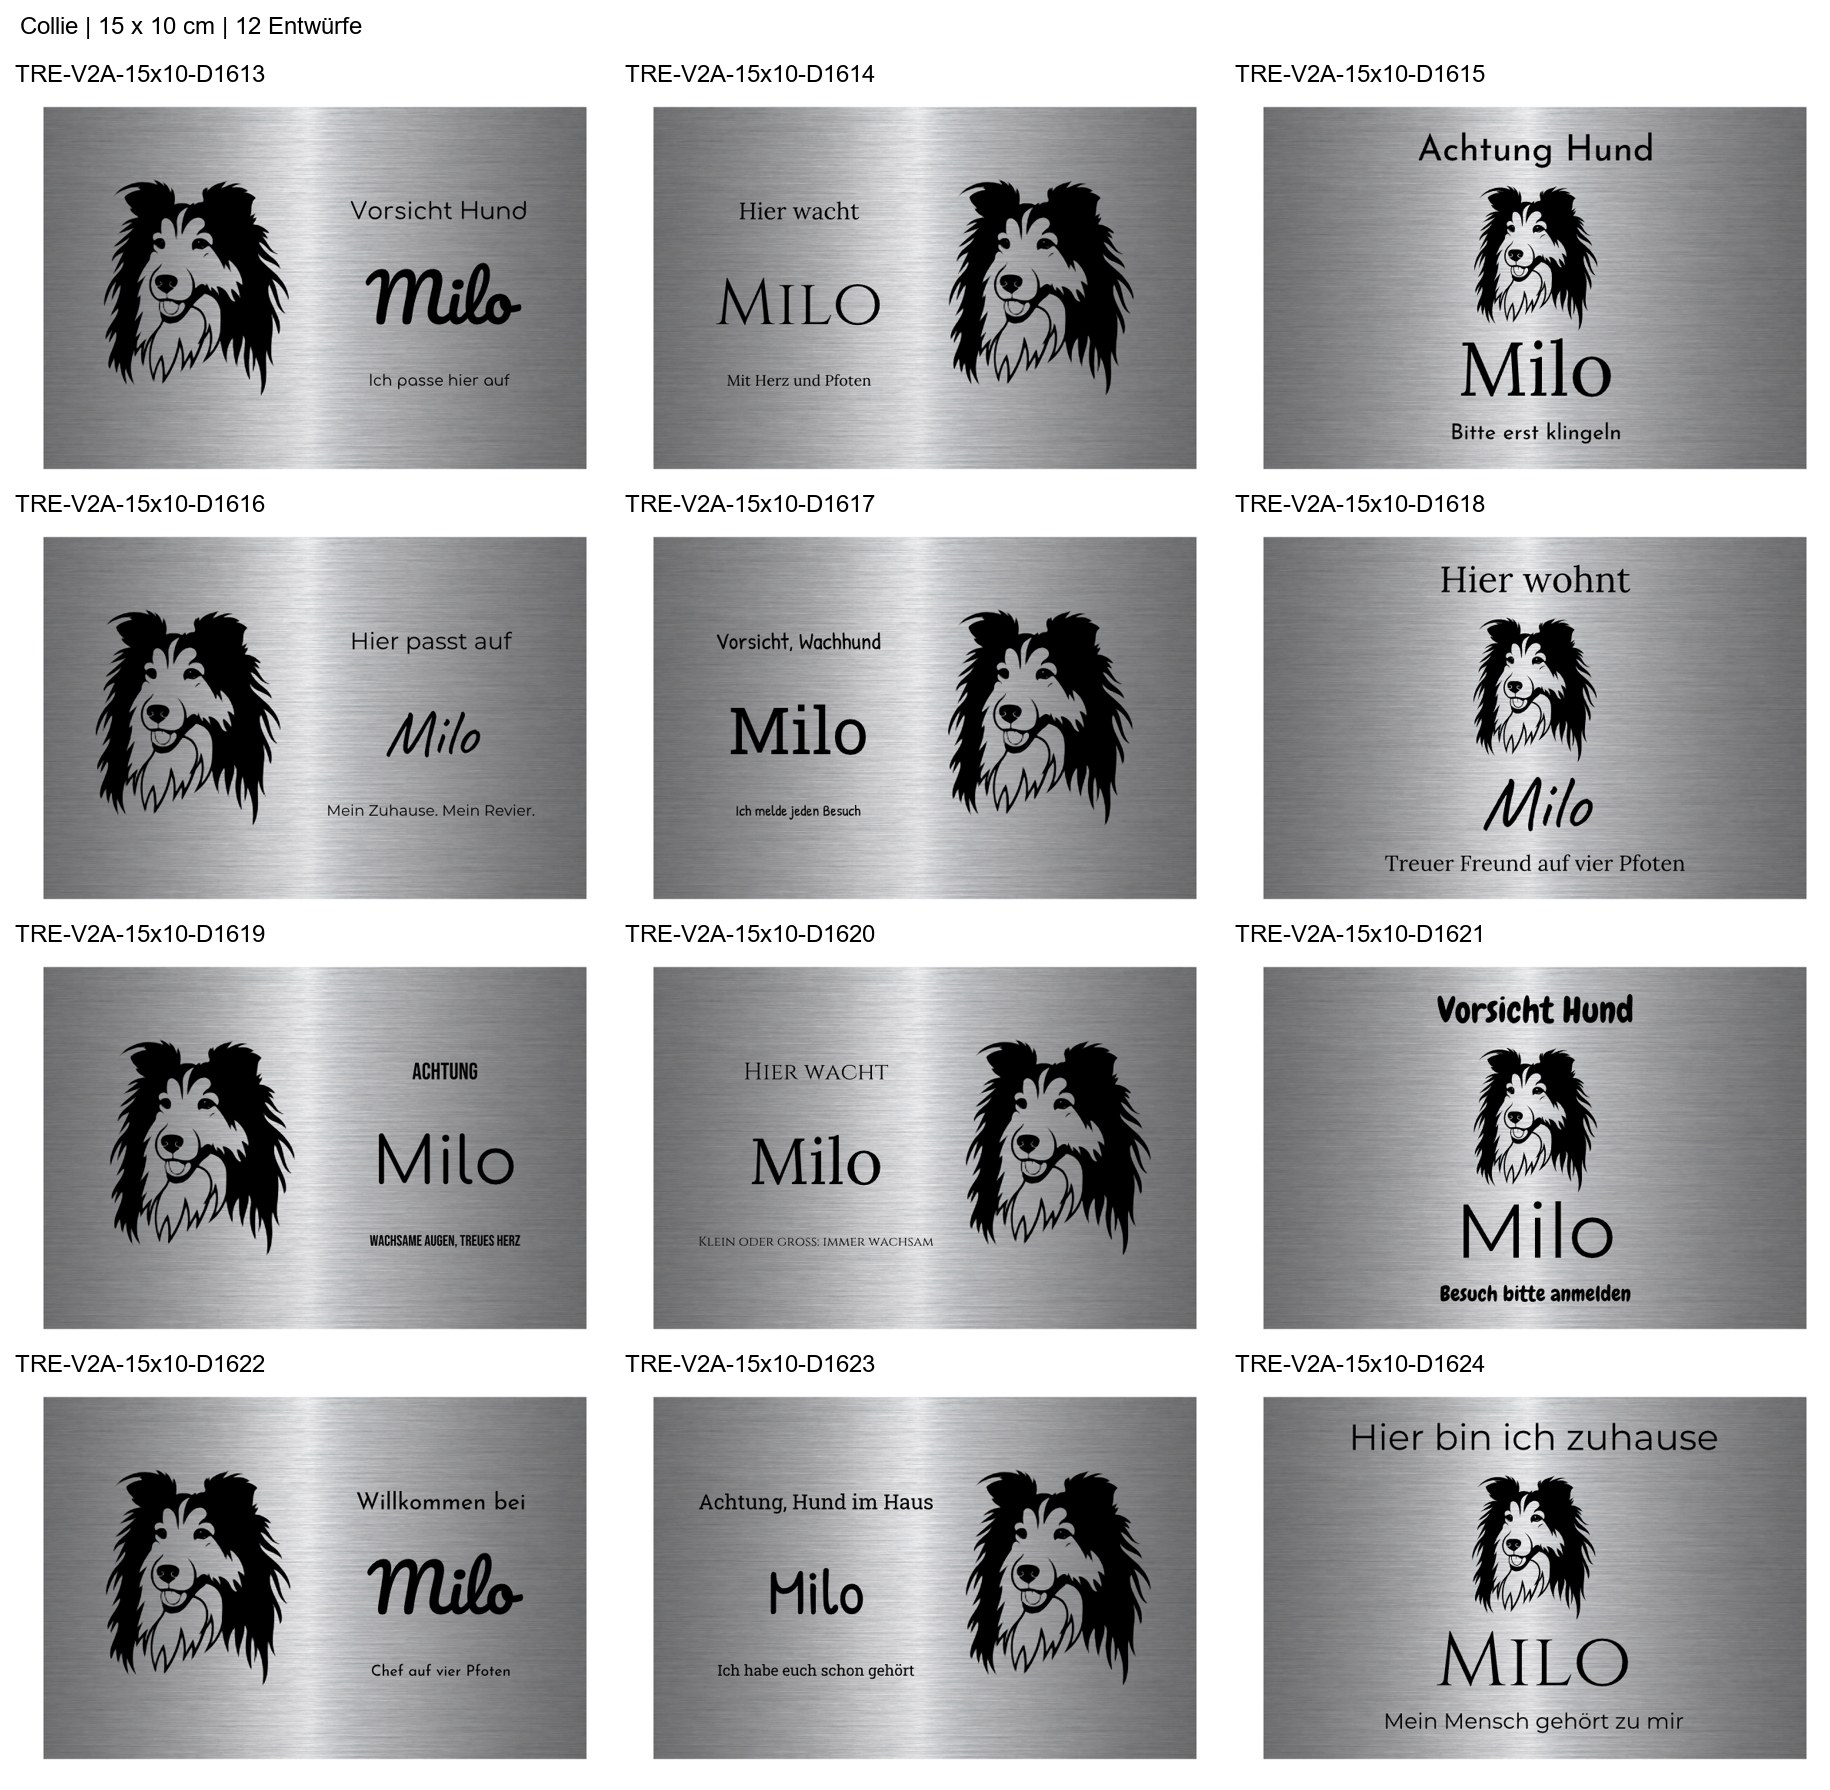 Collie | 15 x 10 cm | 12 Entwürfe
TRE-V2A-15x10-D1613
Vorsicht Hund
Milo
Ich passe hier auf
TRE-V2A-15x10-D1614
Hier wacht
Milo
Mit Herz und Pfoten
TRE-V2A-15x10-D1615
Achtung Hund
Milo
Bitte erst klingeln
TRE-V2A-15x10-D1616
Hier passt auf
Milo
Mein Zuhause. Mein Revier.
TRE-V2A-15x10-D1617
Vorsicht, Wachhund
Milo
Ich melde jeden Besuch
TRE-V2A-15x10-D1618
Hier wohnt
Milo
Treuer Freund auf vier Pfoten
TRE-V2A-15x10-D1619
ACHTUNG
Milo
WACHSAME AUGEN, TREUES HERZ
TRE-V2A-15x10-D1620
Hier wacht
Milo
Klein oder gross: immer wachsam
TRE-V2A-15x10-D1621
Vorsicht Hund
Milo
Besuch bitte anmelden
TRE-V2A-15x10-D1622
Willkommen bei
Milo
Chef auf vier Pfoten
TRE-V2A-15x10-D1623
Achtung, Hund im Haus
Milo
Ich habe euch schon gehört
TRE-V2A-15x10-D1624
Hier bin ich zuhause
Milo
Mein Mensch gehört zu mir